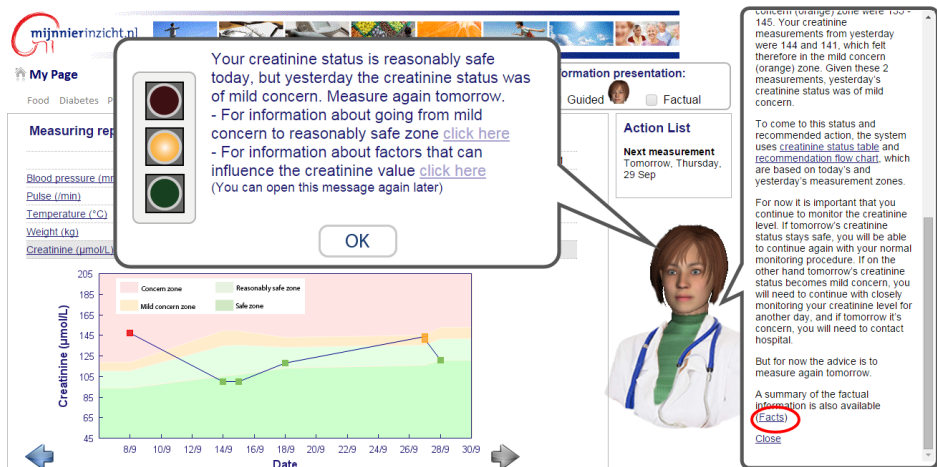 mijnnierinzicht.nl
My Page
Food Diabetes P
ormation presentation:
Guided Factual
Measuring rep
Blood pressure (mm
Pulse (/min)
Temperature (°C)
Weight (kg)
Creatinine (µmol/L)
Your creatinine status is reasonably safe
today, but yesterday the creatinine status was
of mild concern. Measure again tomorrow.
- For information about going from mild
concern to reasonably safe zone click here
- For information about factors that can
influence the creatinine value click here
(You can open this message again later)
OK
Action List
Next measurement
Tomorrow, Thursday,
29 Sep
Creatinine (µmol/L)
205
185
165
145
125
105
85
65
45
Concern zone
Reasonably safe zone
Mild concern zone
Safe zone
8/9 10/9 12/9 14/9 16/9 18/9 20/9 22/9 24/9 26/9 28/9 30/9
Date
concern (orange) zone were 135 -
145. Your creatinine
measurements from yesterday
were 144 and 141, which felt
therefore in the mild concern
(orange) zone. Given these 2
measurements, yesterday's
creatinine status was of mild
concern.
To come to this status and
recommended action, the system
uses creatinine status table and
recommendation flow chart, which
are based on today's and
yesterday's measurement zones.
For now it is important that you
continue to monitor the creatinine
level. If tomorrow's creatinine
status stays safe, you will be able
to continue again with your normal
monitoring procedure. If on the
other hand tomorrow's creatinine
status becomes mild concern, you
will need to continue with closely
monitoring your creatinine level for
another day, and if tomorrow it's
concern, you will need to contact
hospital.
But for now the advice is to
measure again tomorrow.
A summary of the factual
information is also available
(Facts)
Close